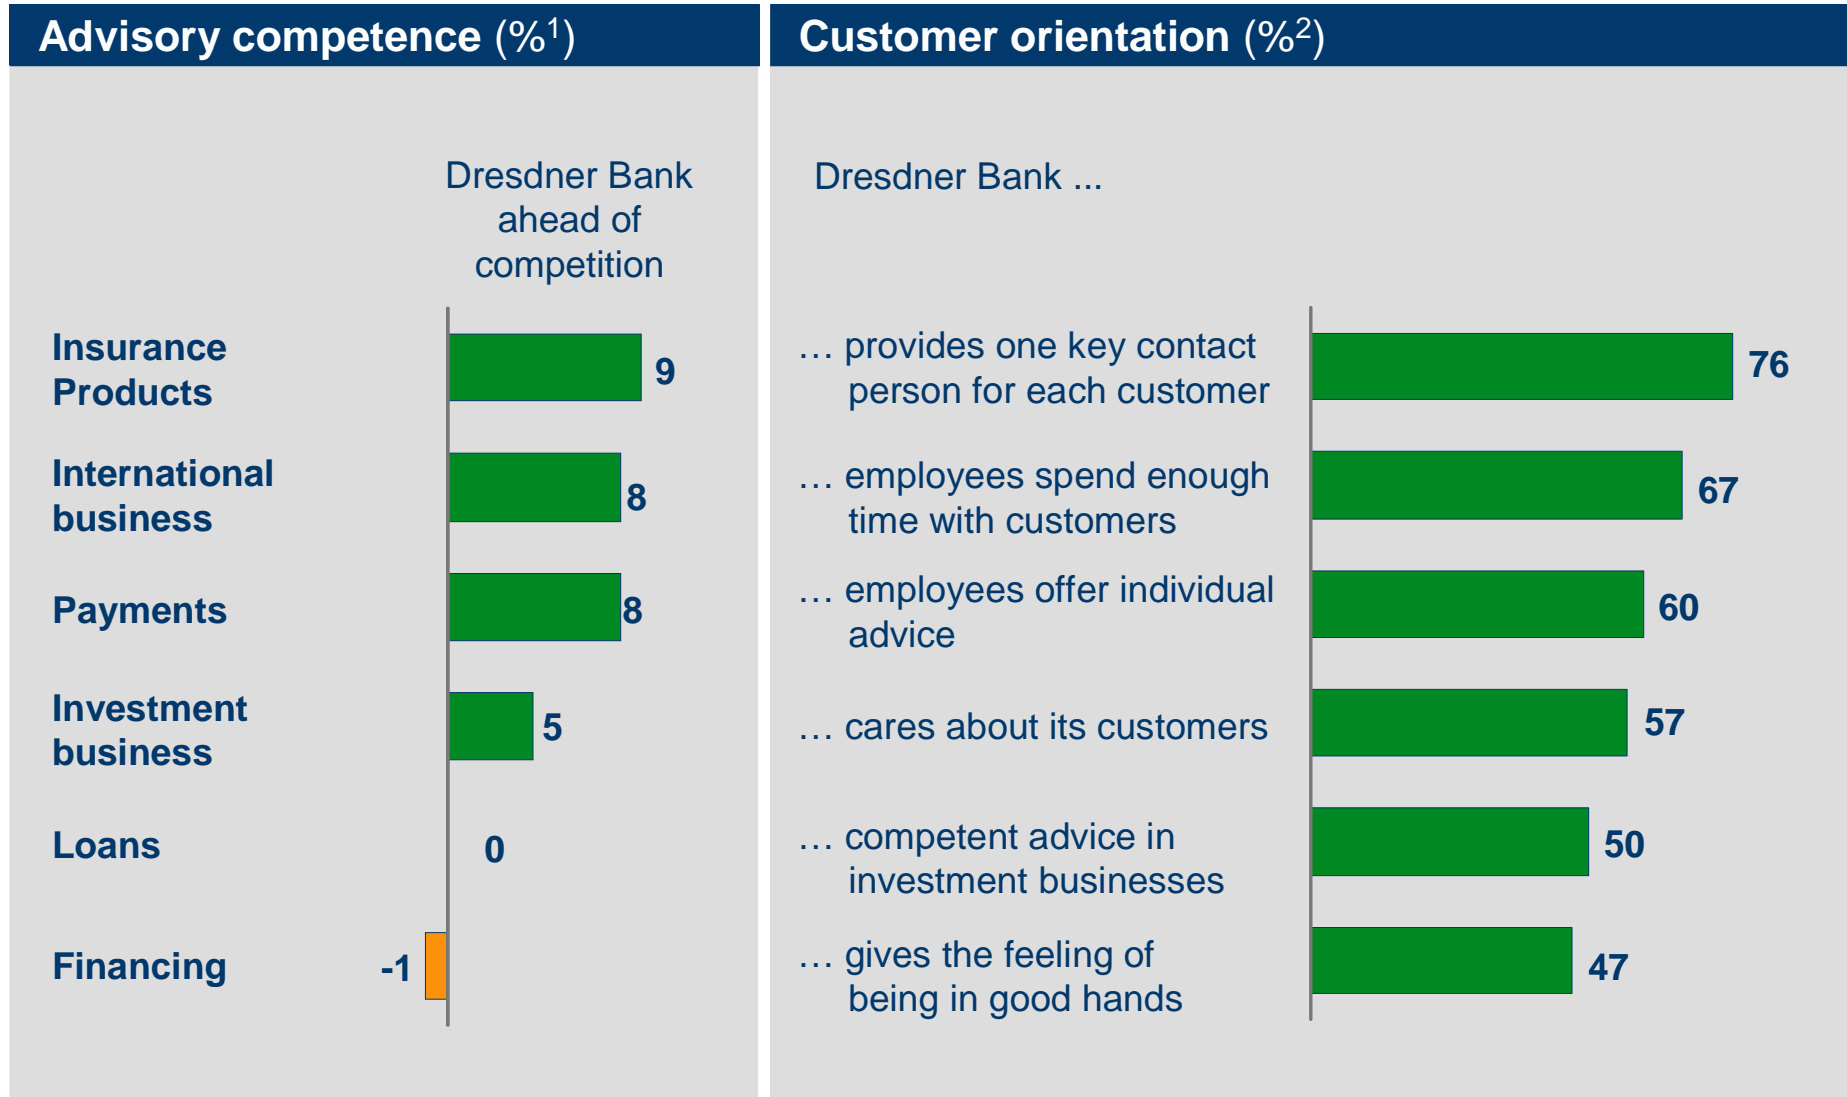 Advisory competence (%¹)
Dresdner Bank
ahead of
competition
Insurance
Products
9
International
business
8
Payments
8
Investment
business
5
Loans
0
Financing
-1
Customer orientation (%²)
Dresdner Bank ...
… provides one key contact
person for each customer
76
… employees spend enough
time with customers
67
… employees offer individual
advice
60
… cares about its customers
57
… competent advice in
investment businesses
50
… gives the feeling of
being in good hands
47